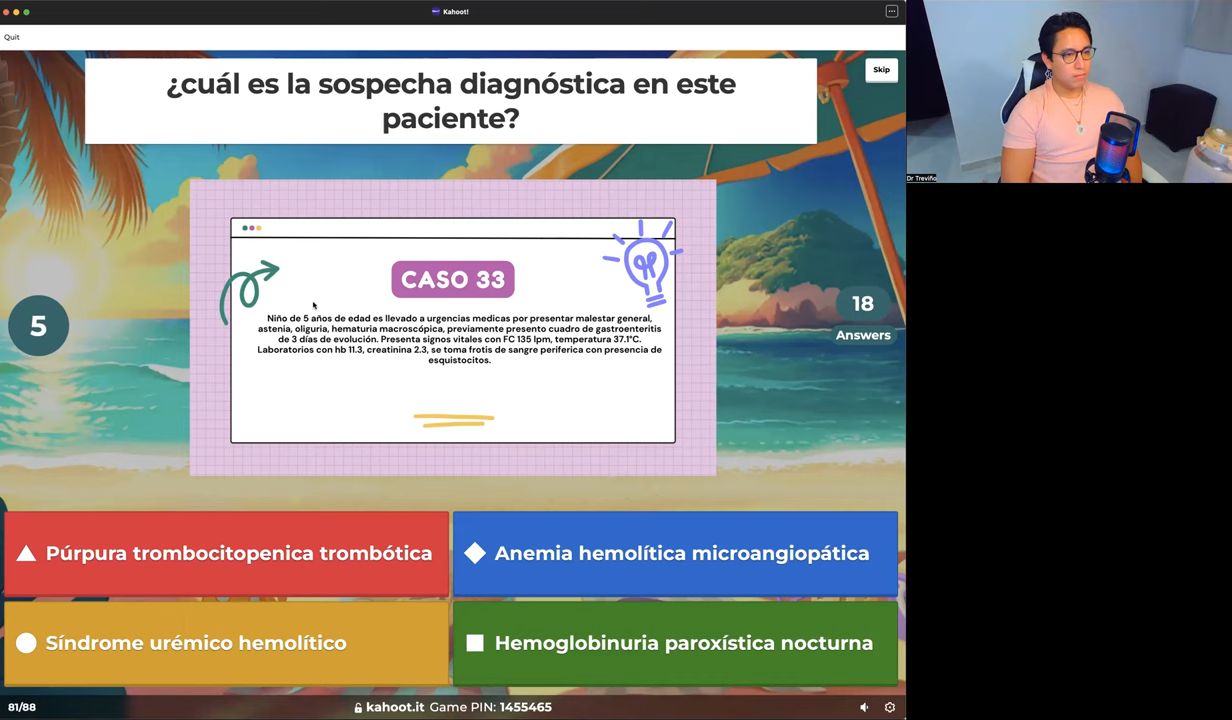 Kahoot!
Quit
¿cuál es la sospecha diagnóstica en este
paciente?
Skip
Dr Treviño
CASO 33
Niño de 5 años de edad es llevado a urgencias medicas por presentar malestar general,
astenia, oliguria, hematuria macroscópica, previamente presento cuadro de gastroenteritis
de 3 días de evolución. Presenta signos vitales con FC 135 lpm, temperatura 37.1°C.
Laboratorios con hb 11.3, creatinina 2.3, se toma frotis de sangre periferica con presencia de
esquistocitos.
5
18
Answers
Púrpura trombocitopenica trombótica
Anemia hemolítica microangiopática
Síndrome urémico hemolítico
Hemoglobinuria paroxística nocturna
81/88
kahoot.it Game PIN: 1455465